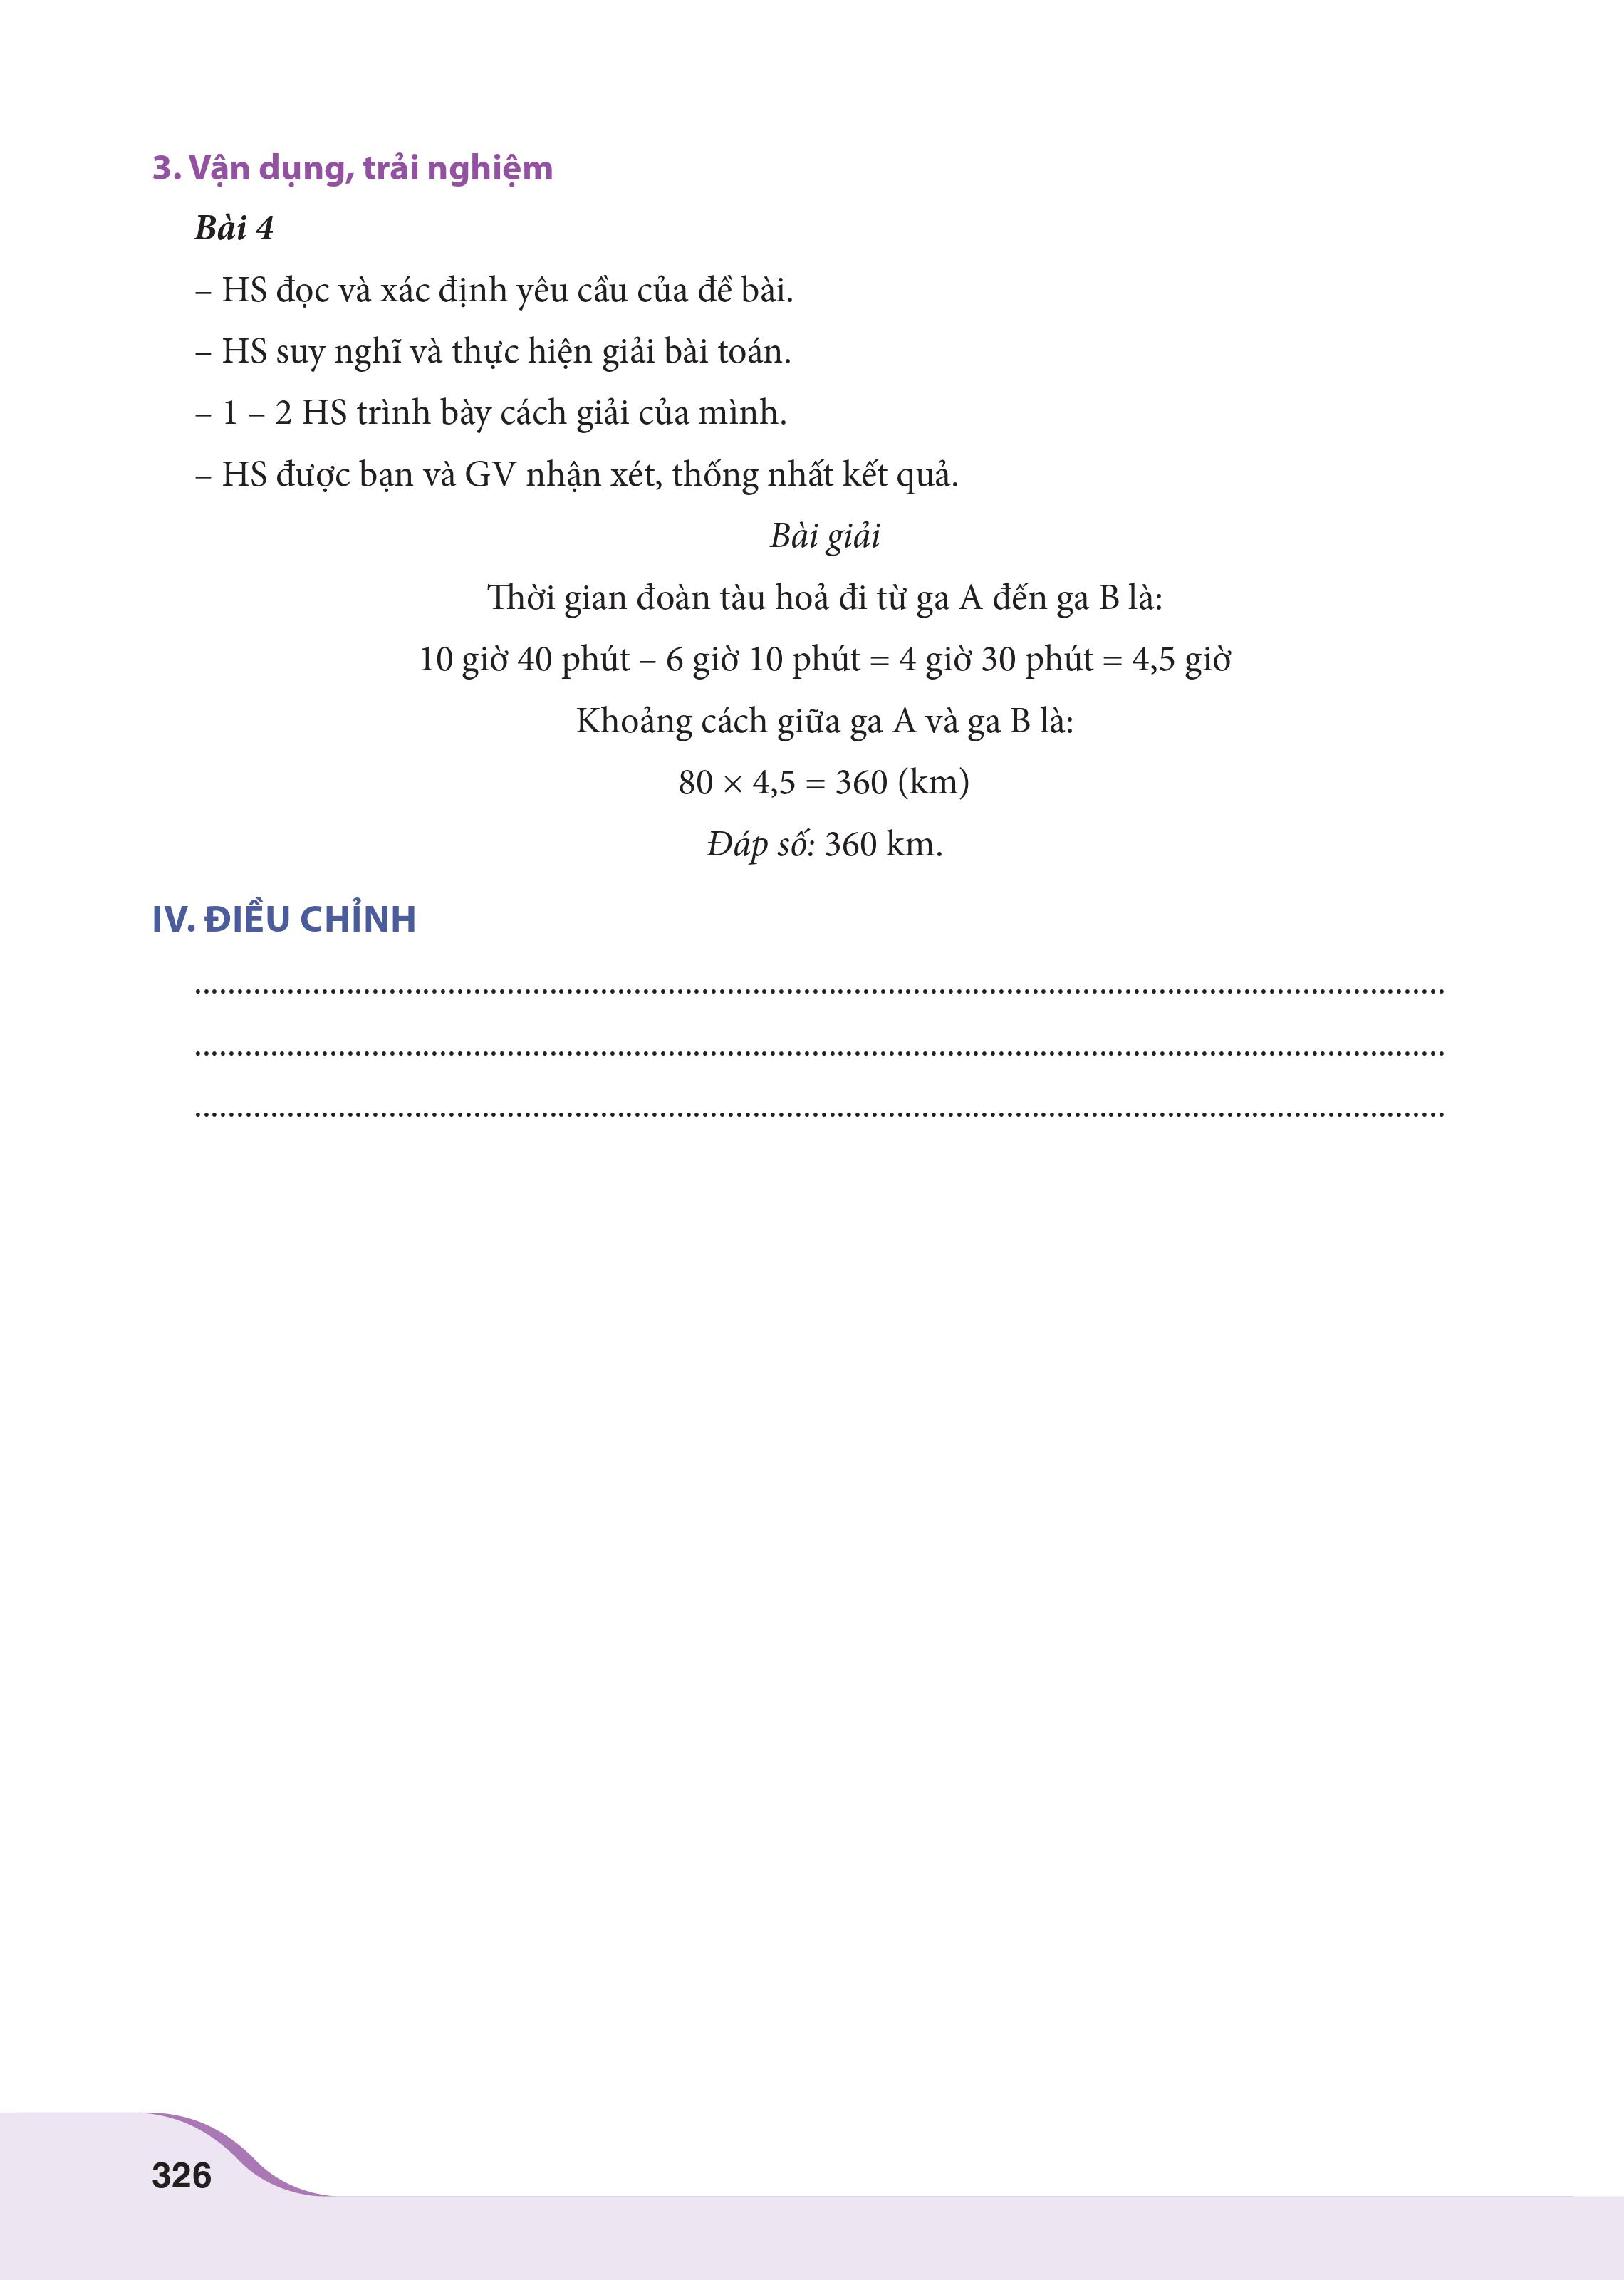 3. Vận dụng, trải nghiệm
Bài 4
– HS đọc và xác định yêu cầu của đề bài.
– HS suy nghĩ và thực hiện giải bài toán.
– 1 – 2 HS trình bày cách giải của mình.
– HS được bạn và GV nhận xét, thống nhất kết quả.
Bài giải
Thời gian đoàn tàu hoả đi từ ga A đến ga B là:
10 giờ 40 phút – 6 giờ 10 phút = 4 giờ 30 phút = 4,5 giờ
Khoảng cách giữa ga A và ga B là:
80 × 4,5 = 360 (km)
Đáp số: 360 km.
IV. ĐIỀU CHỈNH
326